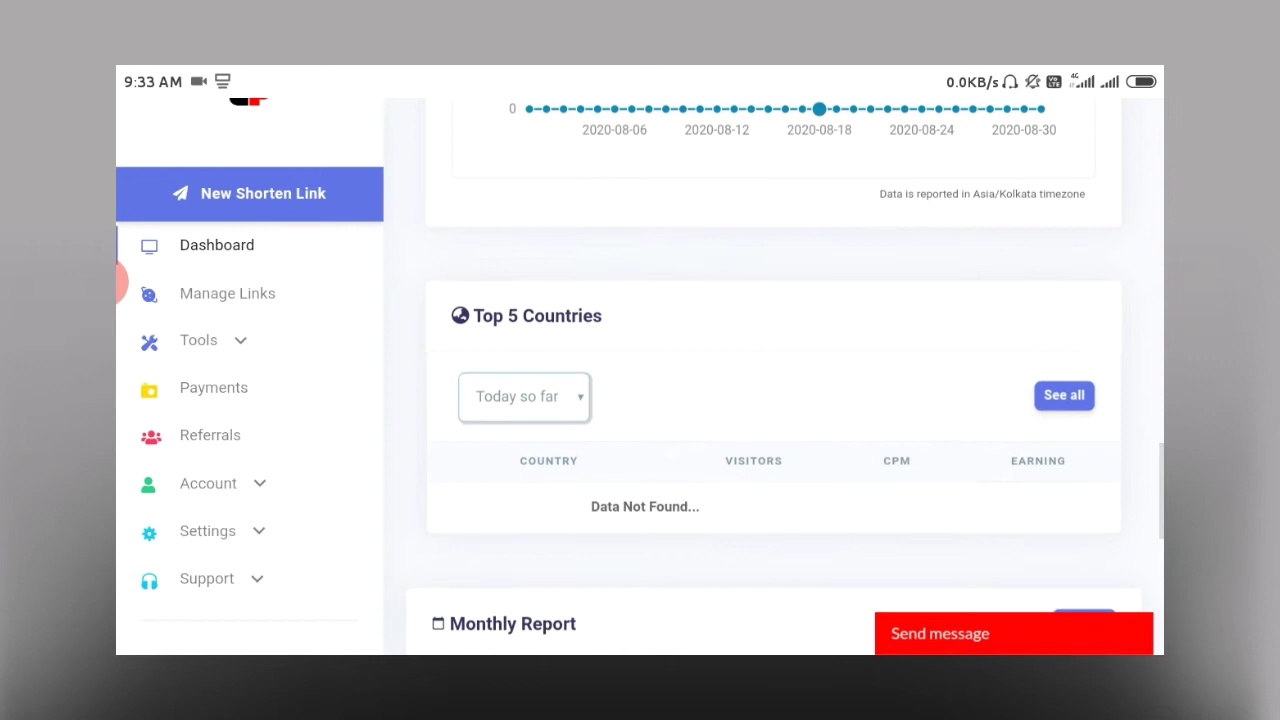 9:33 AM
0.0KB/s
Vo LTE
4G
New Shorten Link
Dashboard
Manage Links
Tools
Payments
Referrals
Account
Settings
Support
0
2020-08-06 2020-08-12 2020-08-18 2020-08-24 2020-08-30
Data is reported in Asia/Kolkata timezone
Top 5 Countries
Today so far
See all
COUNTRY VISITORS CPM EARNING
Data Not Found...
Monthly Report
Send message